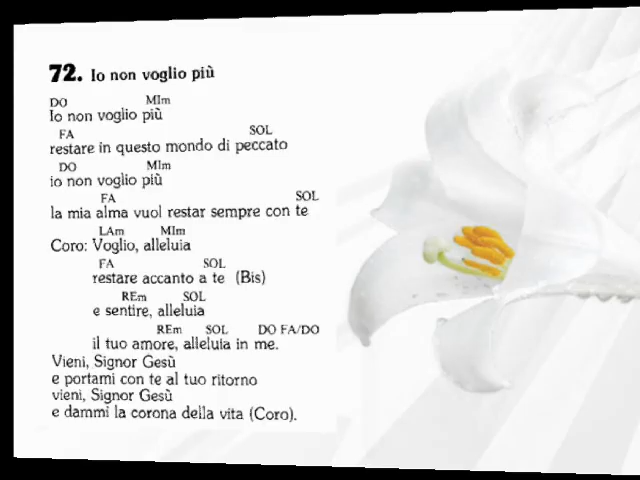 72. Io non voglio più
DO MIm
Io non voglio più
FA SOL
restare in questo mondo di peccato
DO MIm
io non voglio più
FA SOL
la mia alma vuol restar sempre con te
LAm MIm
Coro: Voglio, alleluia
FA SOL
restare accanto a te (Bis)
REm SOL
e sentire, alleluia
REm SOL DO FA/DO
il tuo amore, alleluia in me.
Vieni, Signor Gesù
e portami con te al tuo ritorno
vieni, Signor Gesù
e dammi la corona della vita (Coro).